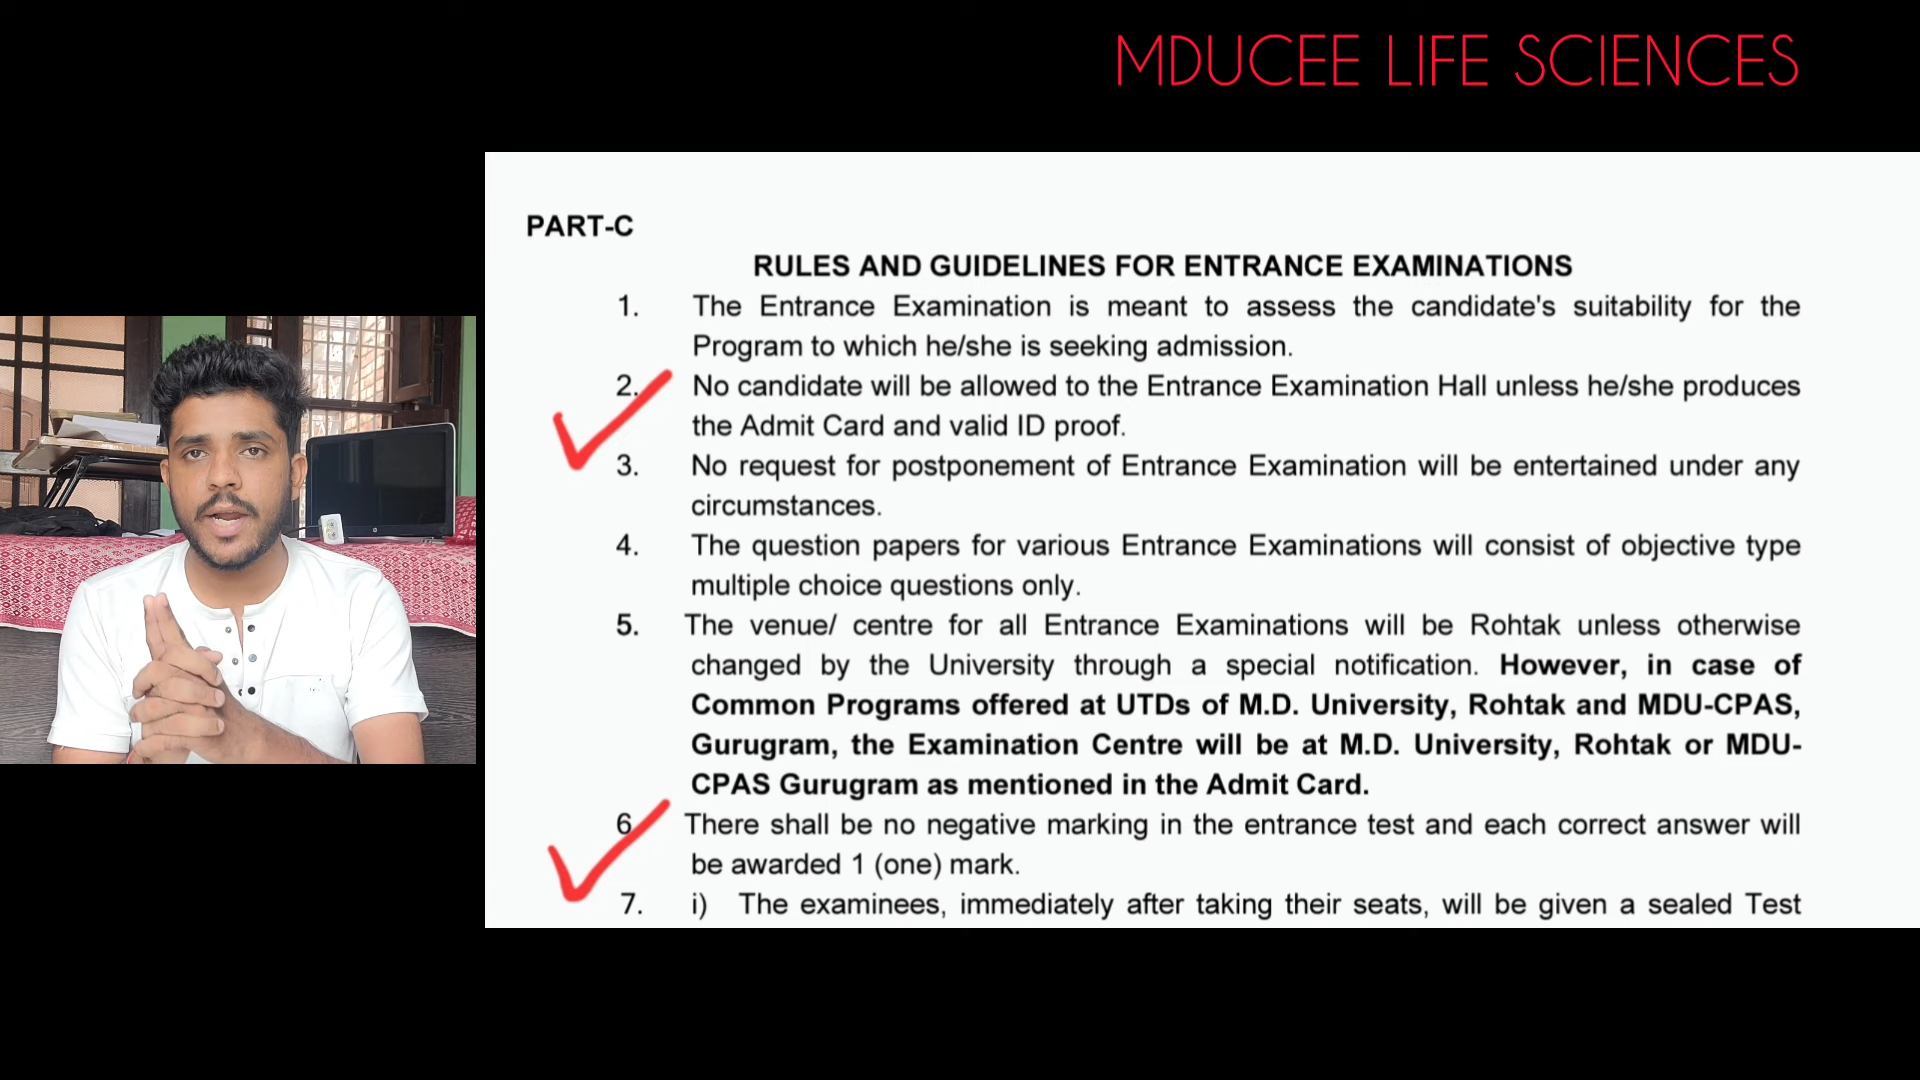 MDUCEE LIFE SCIENCES
PART-C
RULES AND GUIDELINES FOR ENTRANCE EXAMINATIONS
1. The Entrance Examination is meant to assess the candidate's suitability for the
Program to which he/she is seeking admission.
2. No candidate will be allowed to the Entrance Examination Hall unless he/she produces
the Admit Card and valid ID proof.
3. No request for postponement of Entrance Examination will be entertained under any
circumstances.
4. The question papers for various Entrance Examinations will consist of objective type
multiple choice questions only.
5. The venue/ centre for all Entrance Examinations will be Rohtak unless otherwise
changed by the University through a special notification. However, in case of
Common Programs offered at UTDs of M.D. University, Rohtak and MDU-CPAS,
Gurugram, the Examination Centre will be at M.D. University, Rohtak or MDU-
CPAS Gurugram as mentioned in the Admit Card.
6 There shall be no negative marking in the entrance test and each correct answer will
be awarded 1 (one) mark.
7. i) The examinees, immediately after taking their seats, will be given a sealed Test